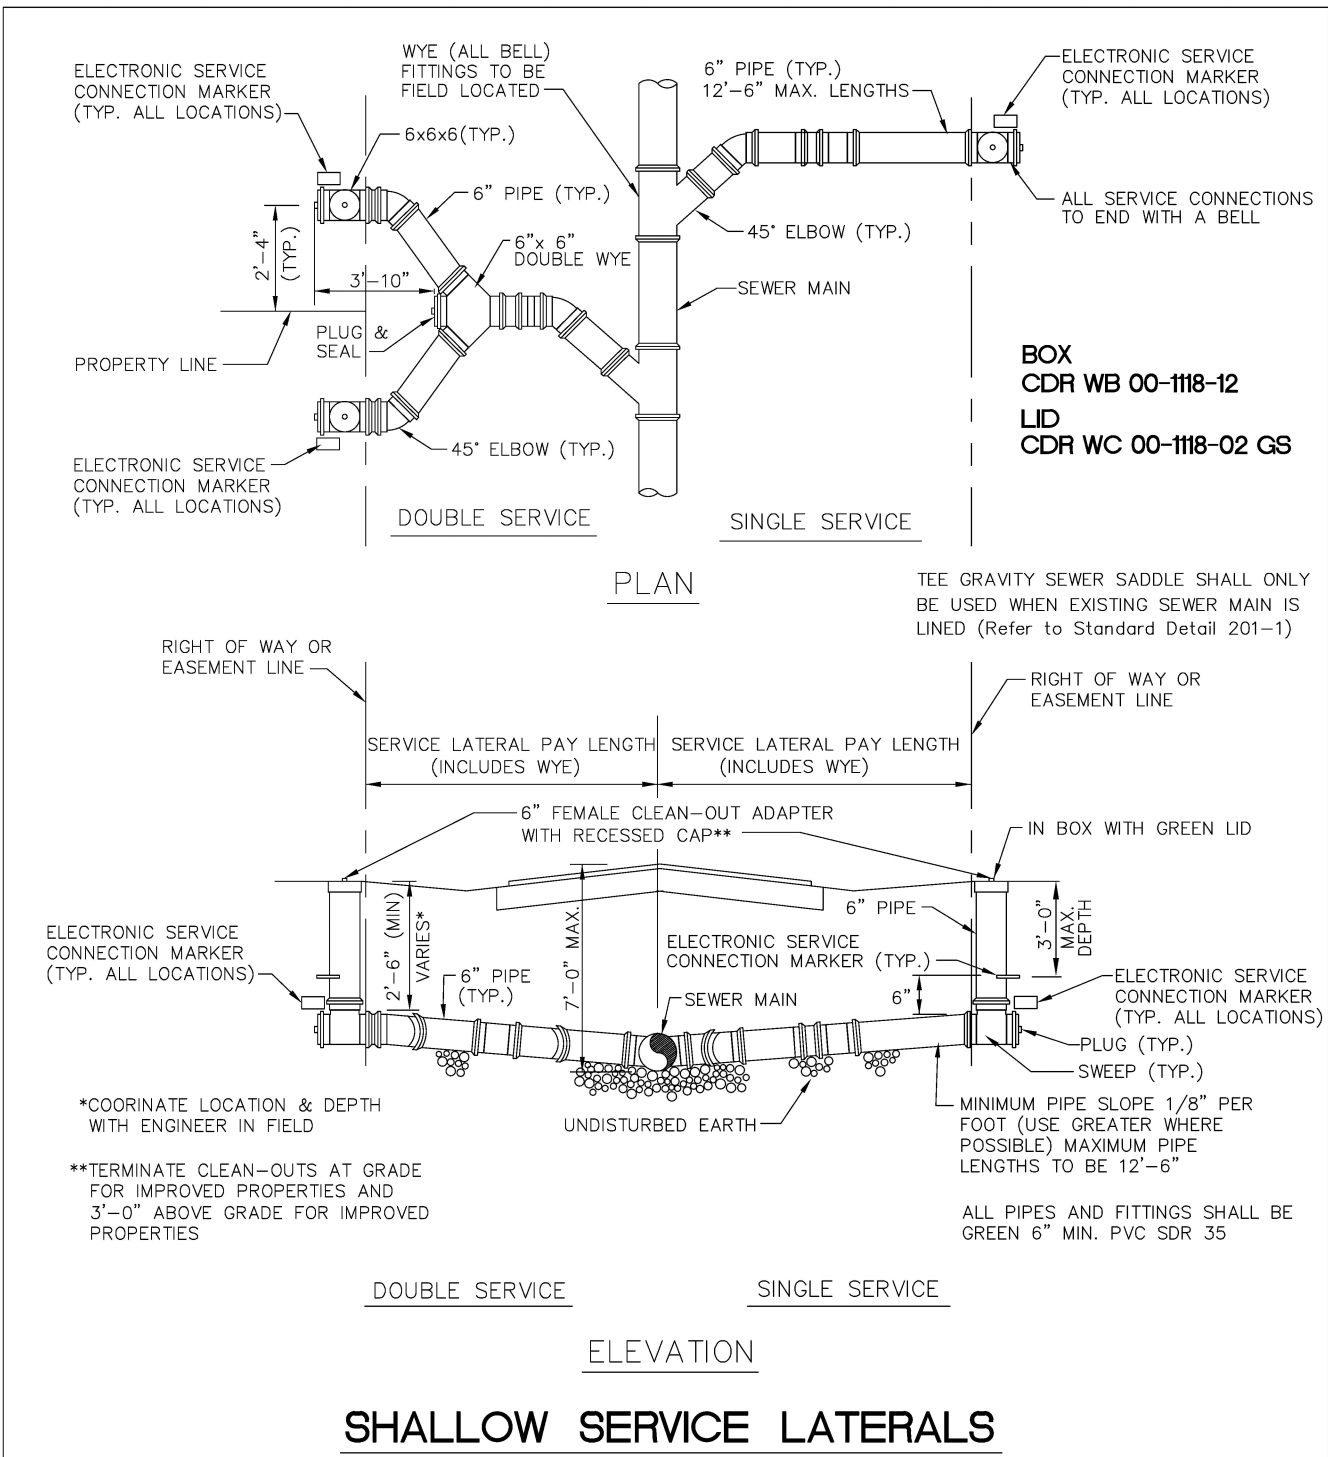 ELECTRONIC SERVICE
CONNECTION MARKER
(TYP. ALL LOCATIONS)
WYE (ALL BELL)
FITTINGS TO BE
FIELD LOCATED
6" PIPE (TYP.)
12'-6" MAX. LENGTHS
ELECTRONIC SERVICE
CONNECTION MARKER
(TYP. ALL LOCATIONS)
6x6x6(TYP.)
6" PIPE (TYP.)
ALL SERVICE CONNECTIONS
TO END WITH A BELL
45° ELBOW (TYP.)
6"x 6"
DOUBLE WYE
2'-4"
(TYP.)
3'-10"
SEWER MAIN
PLUG &
SEAL
PROPERTY LINE
BOX
CDR WB 00-1118-12
LID
CDR WC 00-1118-02 GS
45° ELBOW (TYP.)
ELECTRONIC SERVICE
CONNECTION MARKER
(TYP. ALL LOCATIONS)
DOUBLE SERVICE
SINGLE SERVICE
PLAN
TEE GRAVITY SEWER SADDLE SHALL ONLY
BE USED WHEN EXISTING SEWER MAIN IS
LINED (Refer to Standard Detail 201-1)
RIGHT OF WAY OR
EASEMENT LINE
RIGHT OF WAY OR
EASEMENT LINE
SERVICE LATERAL PAY LENGTH
(INCLUDES WYE)
SERVICE LATERAL PAY LENGTH
(INCLUDES WYE)
6" FEMALE CLEAN-OUT ADAPTER
WITH RECESSED CAP**
IN BOX WITH GREEN LID
2'-6" (MIN)
VARIES*
7'-0" MAX.
6" PIPE
3'-0"
MAX.
DEPTH
ELECTRONIC SERVICE
CONNECTION MARKER
(TYP. ALL LOCATIONS)
6" PIPE
(TYP.)
ELECTRONIC SERVICE
CONNECTION MARKER (TYP.)
6"
SEWER MAIN
ELECTRONIC SERVICE
CONNECTION MARKER
(TYP. ALL LOCATIONS)
PLUG (TYP.)
SWEEP (TYP.)
*COORINATE LOCATION & DEPTH
WITH ENGINEER IN FIELD
UNDISTURBED EARTH
MINIMUM PIPE SLOPE 1/8" PER
FOOT (USE GREATER WHERE
POSSIBLE) MAXIMUM PIPE
LENGTHS TO BE 12'-6"
**TERMINATE CLEAN-OUTS AT GRADE
FOR IMPROVED PROPERTIES AND
3'-0" ABOVE GRADE FOR IMPROVED
PROPERTIES
ALL PIPES AND FITTINGS SHALL BE
GREEN 6" MIN. PVC SDR 35
DOUBLE SERVICE
SINGLE SERVICE
ELEVATION
SHALLOW SERVICE LATERALS